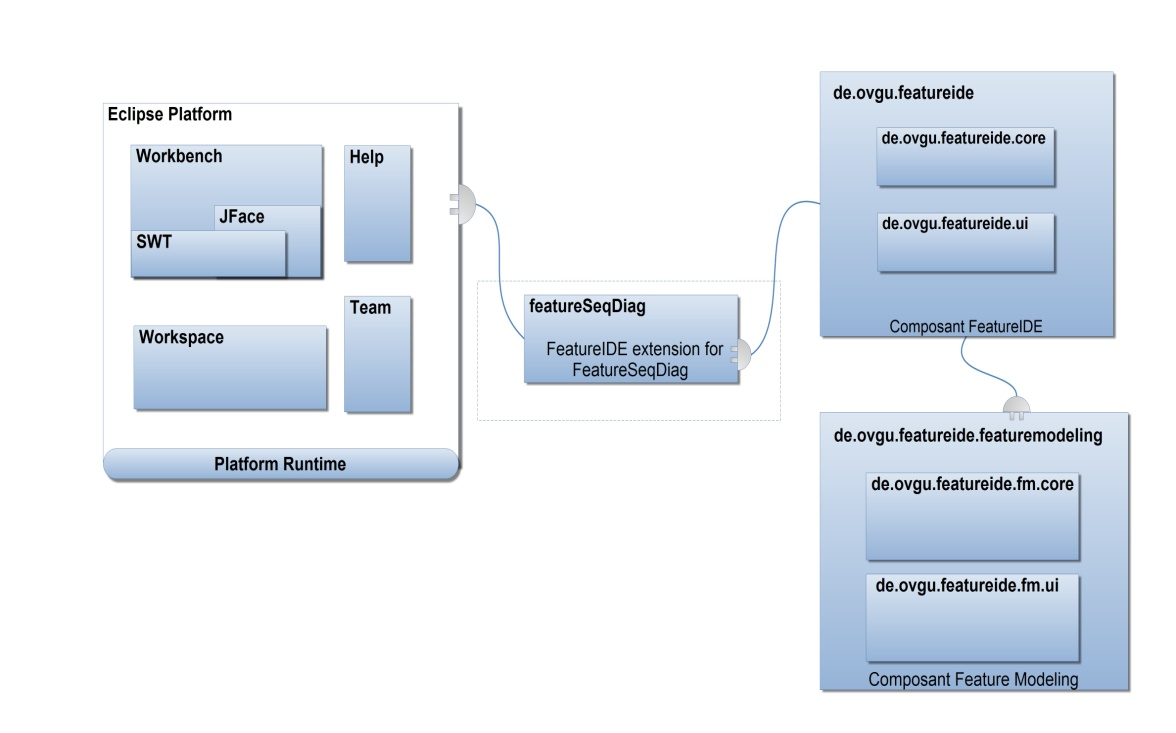 Eclipse Platform
Workbench
JFace
SWT
Help
Workspace
Team
Platform Runtime
featureSeqDiag
FeatureIDE extension for
FeatureSeqDiag
de.ovgu.featureide
de.ovgu.featureide.core
de.ovgu.featureide.ui
Composant FeatureIDE
de.ovgu.featureide.featuremodeling
de.ovgu.featureide.fm.core
de.ovgu.featureide.fm.ui
Composant Feature Modeling